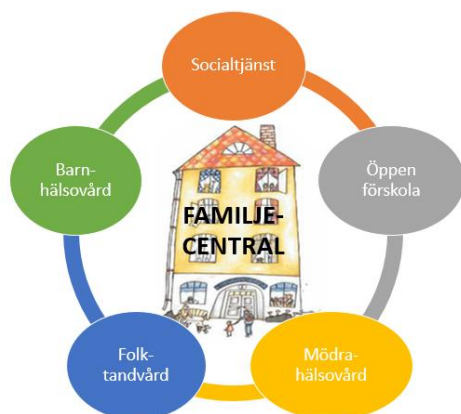 Socialtjänst
Öppen
förskola
Mödra-
hälsovård
Folk-
tandvård
Barn-
hälsovård
FAMILJE-
CENTRAL